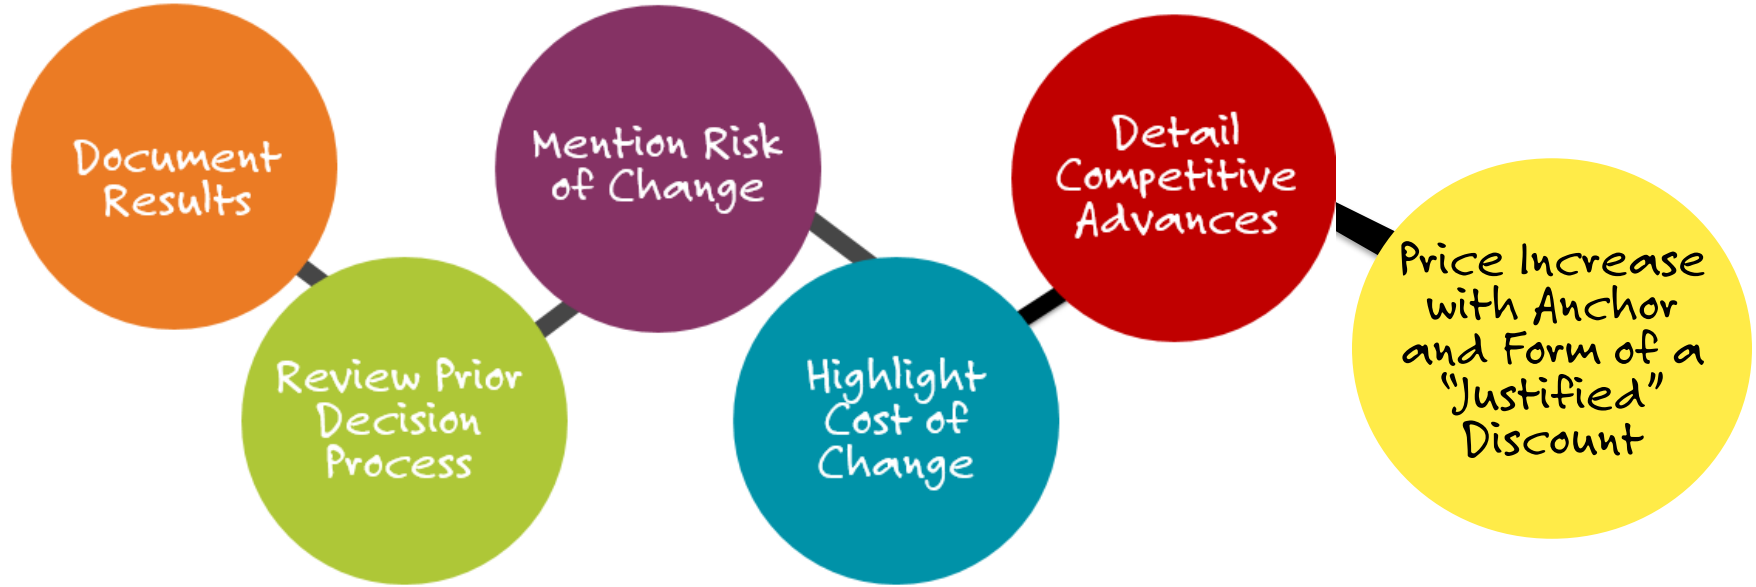 Document
Results
Review Prior
Decision
Process
Mention Risk
of Change
Highlight
Cost of
Change
Detail
Competitive
Advances
Price Increase
with Anchor
and Form of a
“Justified”
Discount